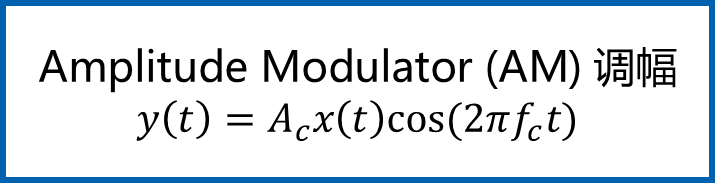 Amplitude Modulator (AM) 调幅
y(t) = A_c x(t)cos(2πf_c t)